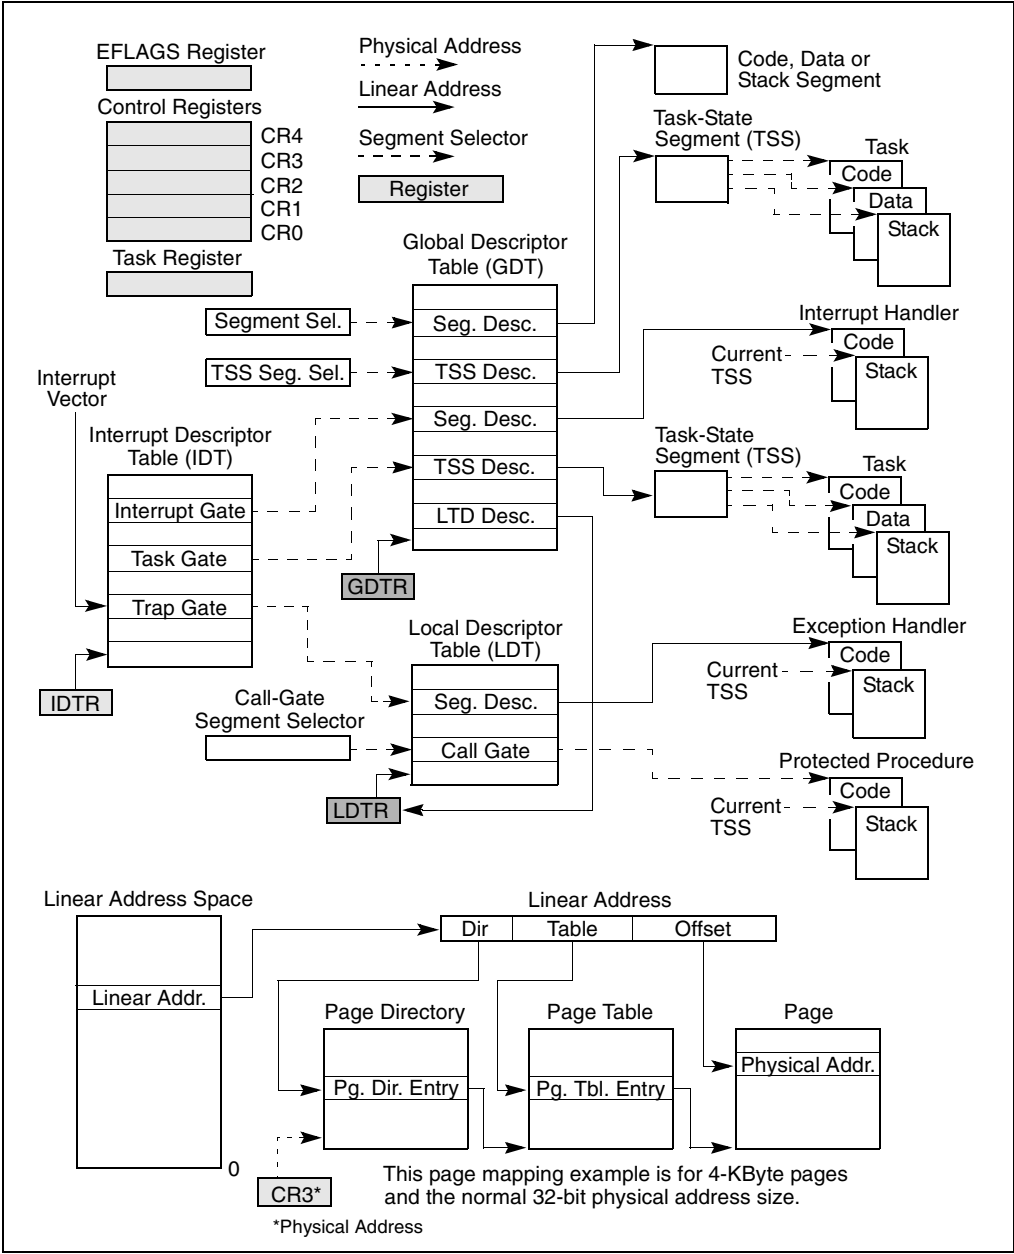 EFLAGS Register
Control Registers
CR4
CR3
CR2
CR1
CR0
Task Register
Physical Address
Linear Address
Segment Selector
Register
Code, Data or
Stack Segment
Task-State
Segment (TSS)
Task
Code
Data
Stack
Global Descriptor
Table (GDT)
Segment Sel.
Seg. Desc.
TSS Seg. Sel.
TSS Desc.
Seg. Desc.
TSS Desc.
LTD Desc.
GDTR
Interrupt Handler
Code
Current
TSS
Stack
Interrupt
Vector
Interrupt Descriptor
Table (IDT)
Interrupt Gate
Task Gate
Trap Gate
IDTR
Task-State
Segment (TSS)
Task
Code
Data
Stack
Local Descriptor
Table (LDT)
Seg. Desc.
Call-Gate
Segment Selector
Call Gate
LDTR
Exception Handler
Code
Current
TSS
Stack
Protected Procedure
Code
Current
TSS
Stack
Linear Address Space
Linear Addr.
0
Linear Address
Dir
Table
Offset
Page Directory
Pg. Dir. Entry
Page Table
Pg. Tbl. Entry
Page
Physical Addr.
CR3*
*Physical Address
This page mapping example is for 4-KByte pages
and the normal 32-bit physical address size.